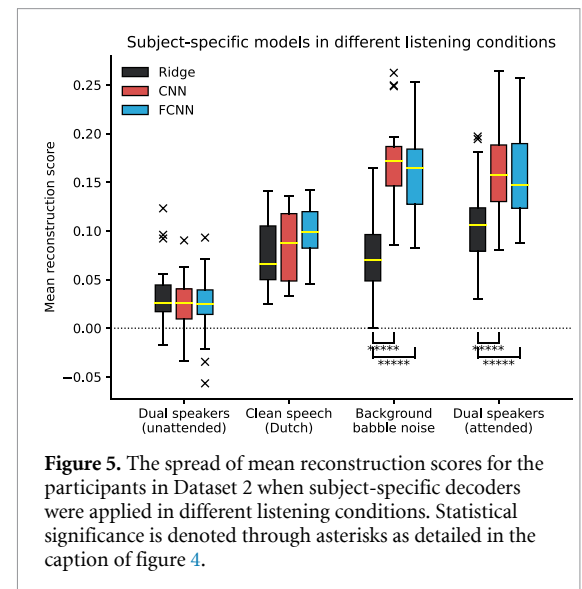 Subject-specific models in different listening conditions
Ridge
CNN
FCNN
Mean reconstruction score
0.25
0.20
0.15
0.10
0.05
0.00
−0.05
*****
*****
*****
*****
Dual speakers
(unattended)
Clean speech
(Dutch)
Background
babble noise
Dual speakers
(attended)
Figure 5. The spread of mean reconstruction scores for the
participants in Dataset 2 when subject-specific decoders
were applied in different listening conditions. Statistical
significance is denoted through asterisks as detailed in the
caption of figure 4.